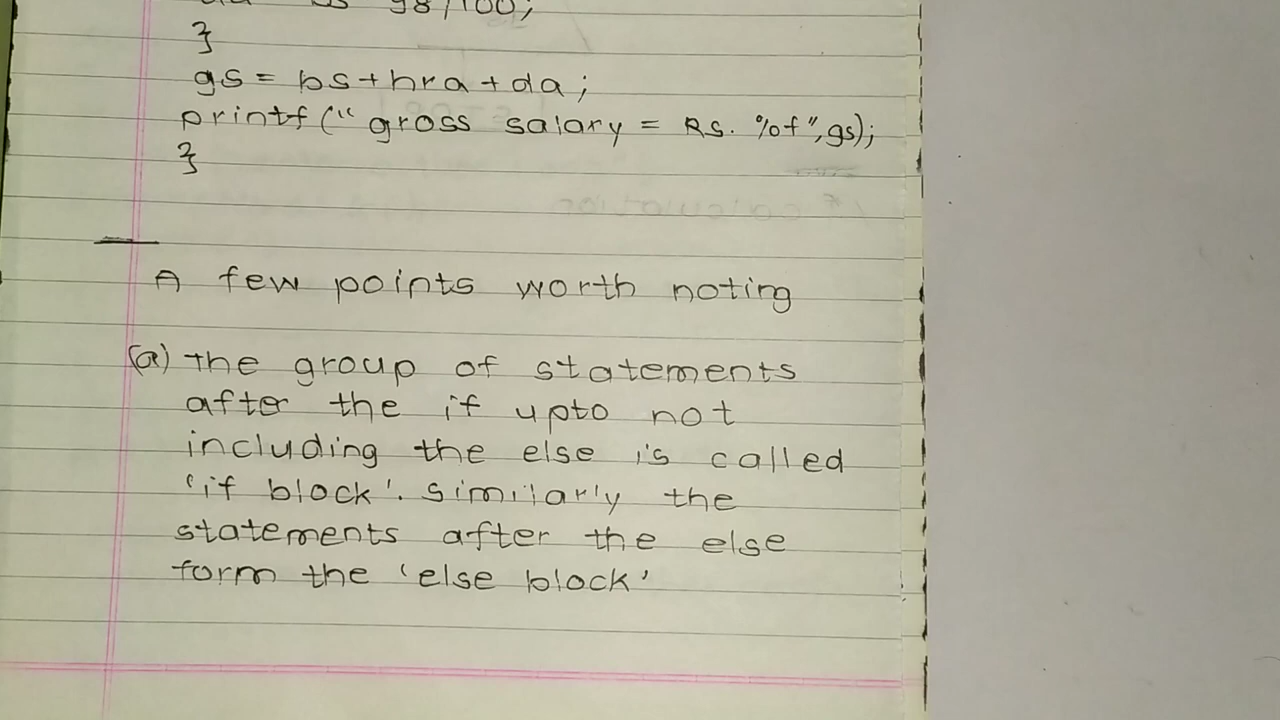 98/100;
}
gs = bs + hra + da;
printf (" gross salary = Rs. %f", gs);
}
A few points worth noting
(a) the group of statements
after the if upto not
including the else is called
'if block'. similarly the
statements after the else
form the 'else block'